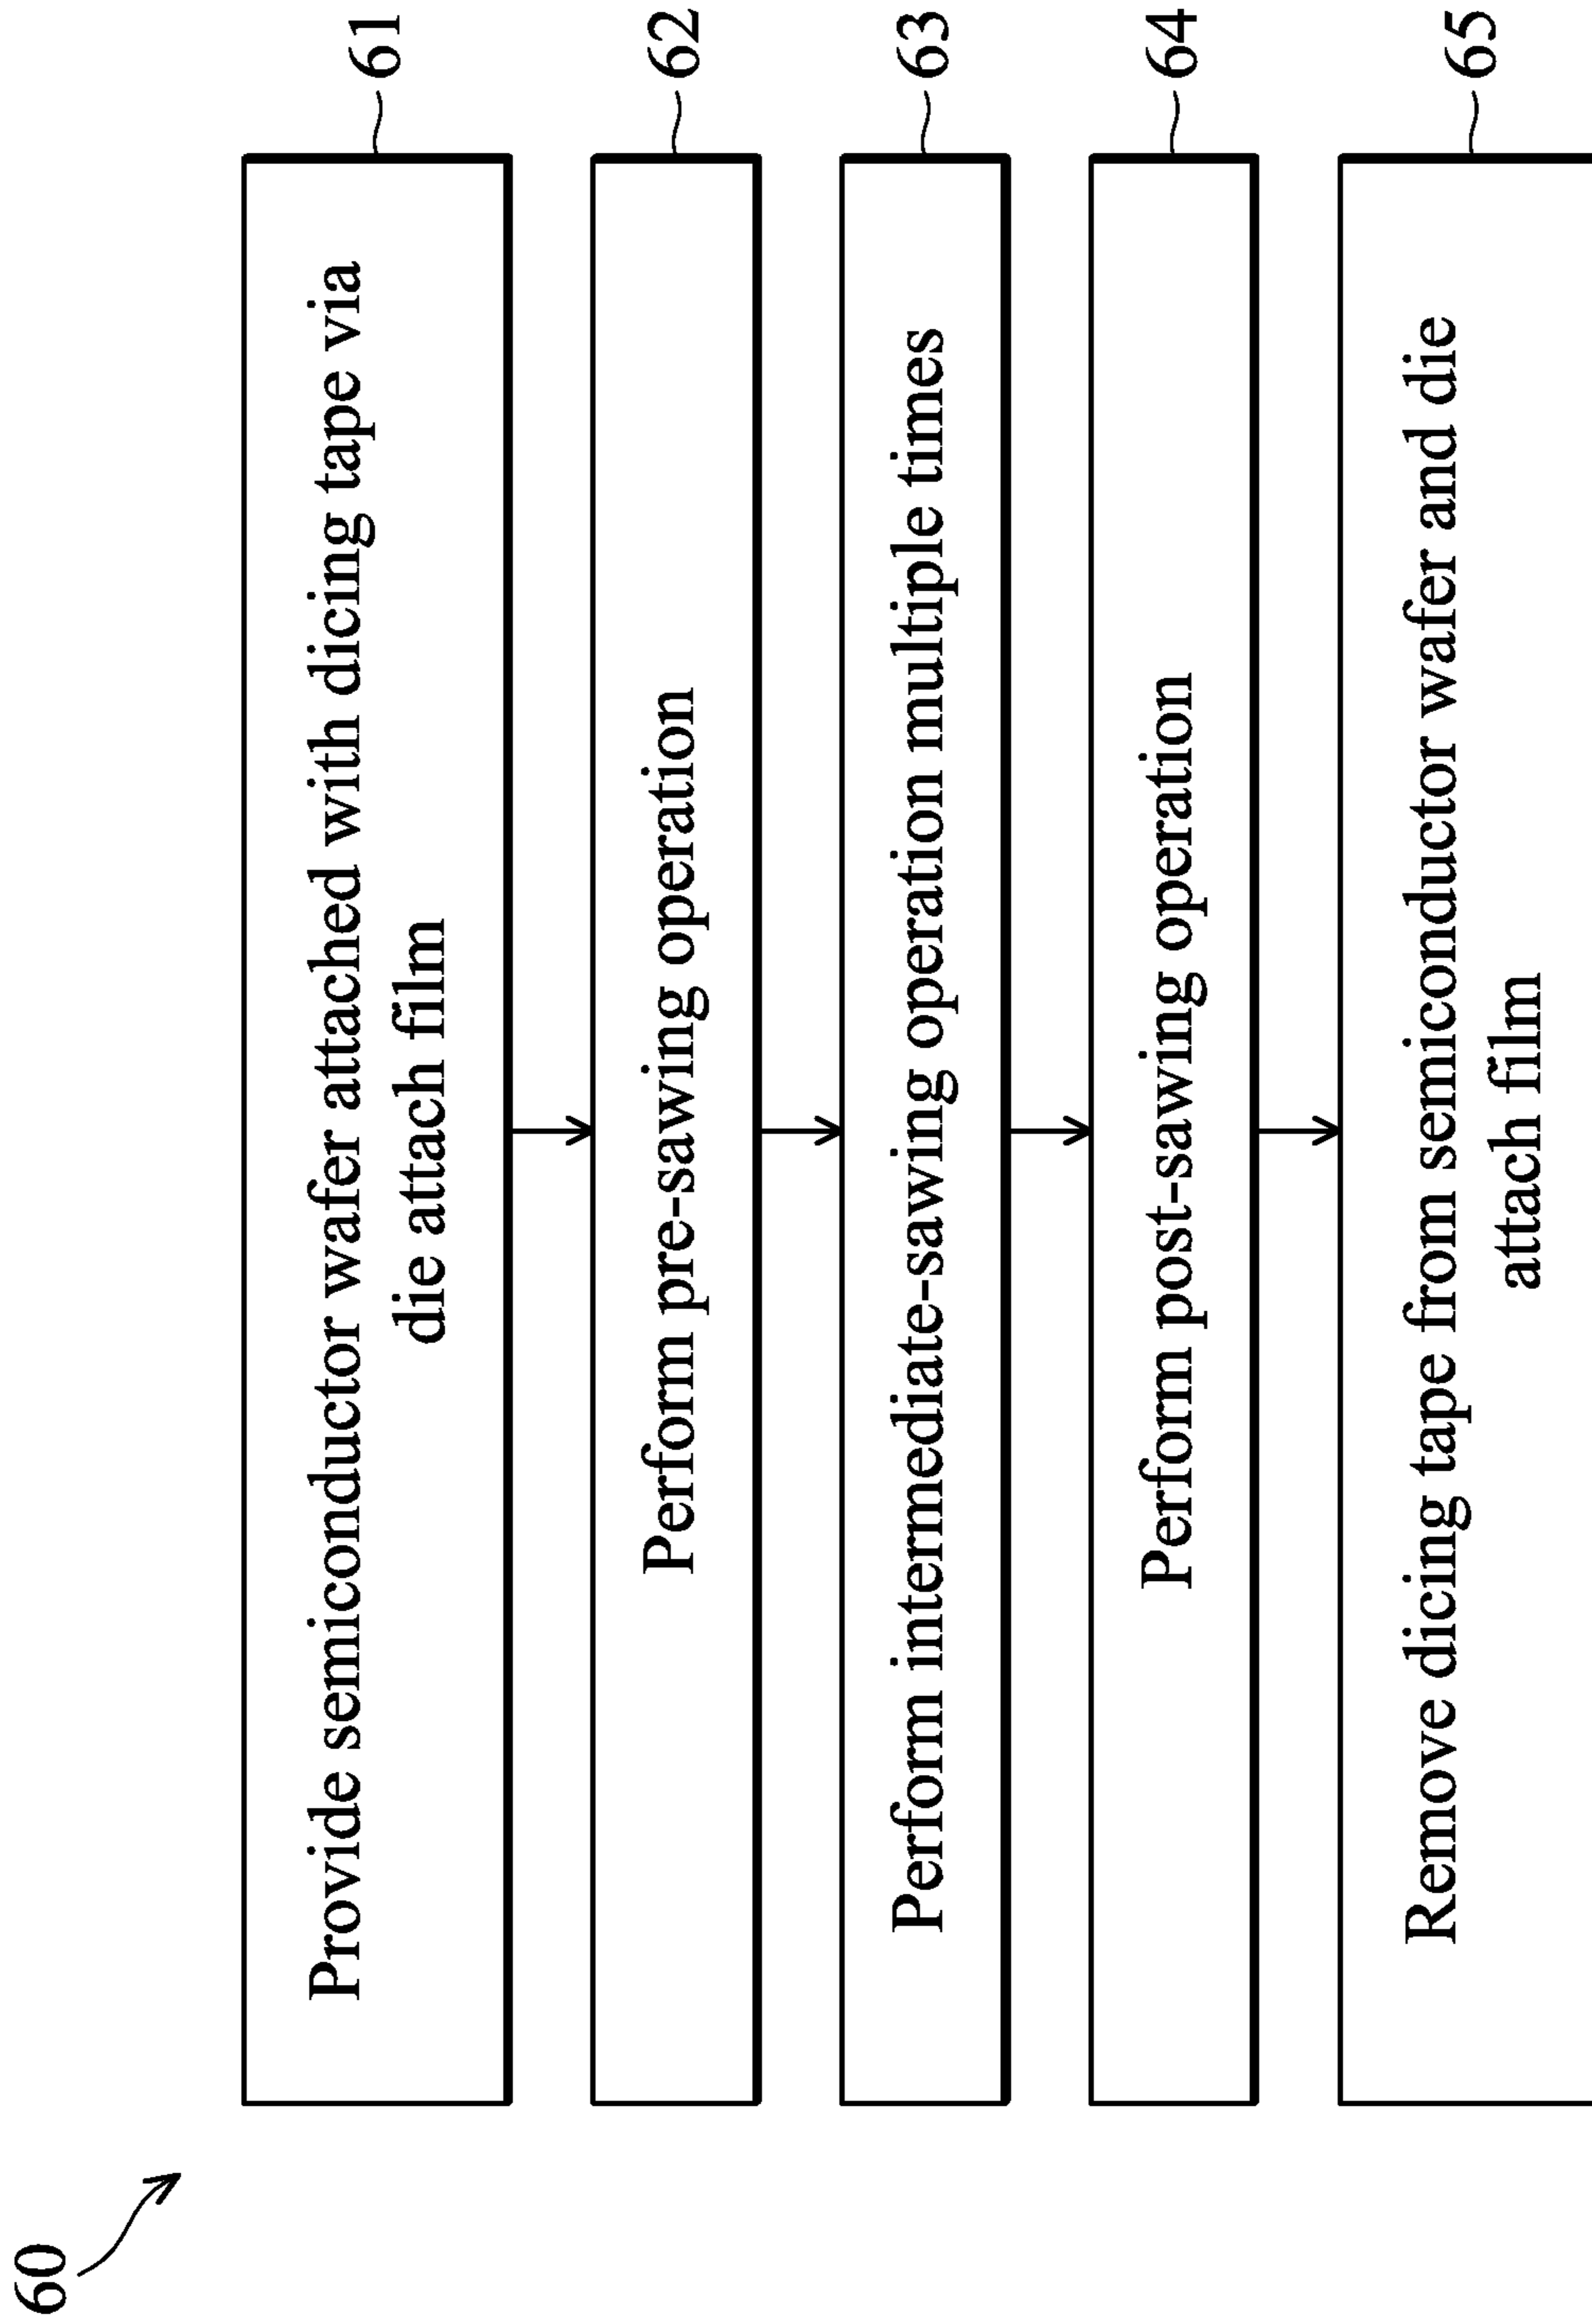 60
Provide semiconductor wafer attached with dicing tape via
die attach film
61
Perform pre-sawing operation
62
Perform intermediate-sawing operation multiple times
63
Perform post-sawing operation
64
Remove dicing tape from semiconductor wafer and die
attach film
65